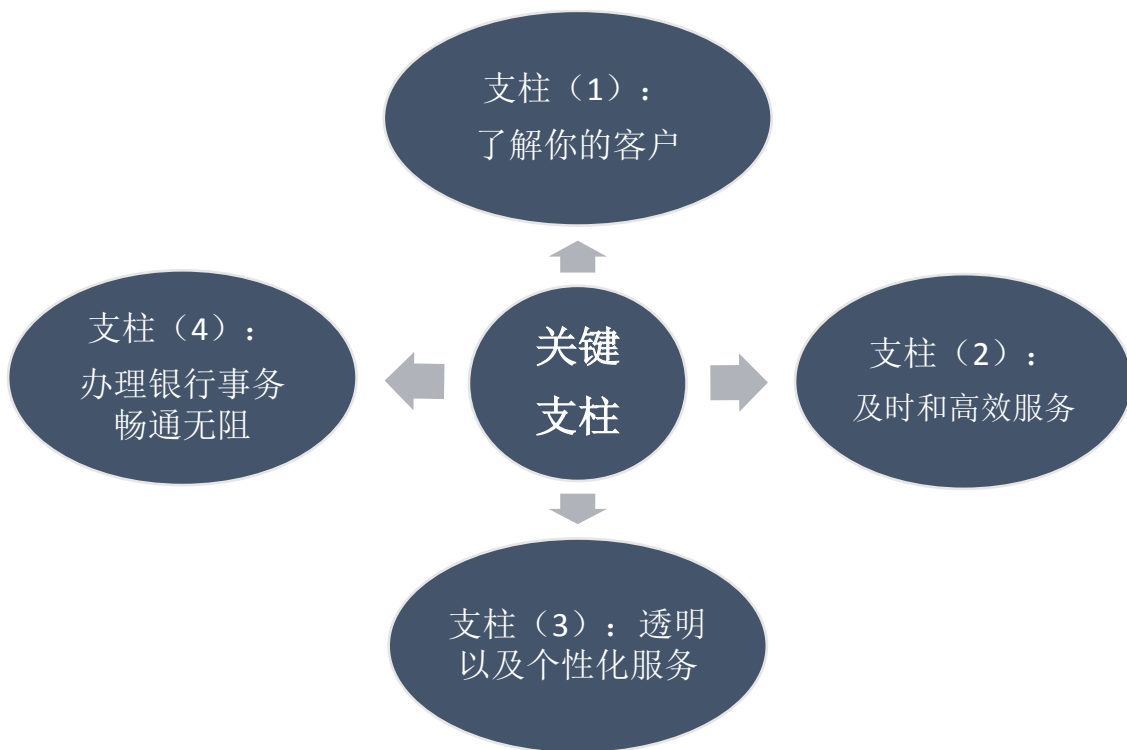 支柱（1）：
了解你的客户
支柱（4）：
办理银行事务
畅通无阻
关键
支柱
支柱（2）：
及时和高效服务
支柱（3）：透明
以及个性化服务